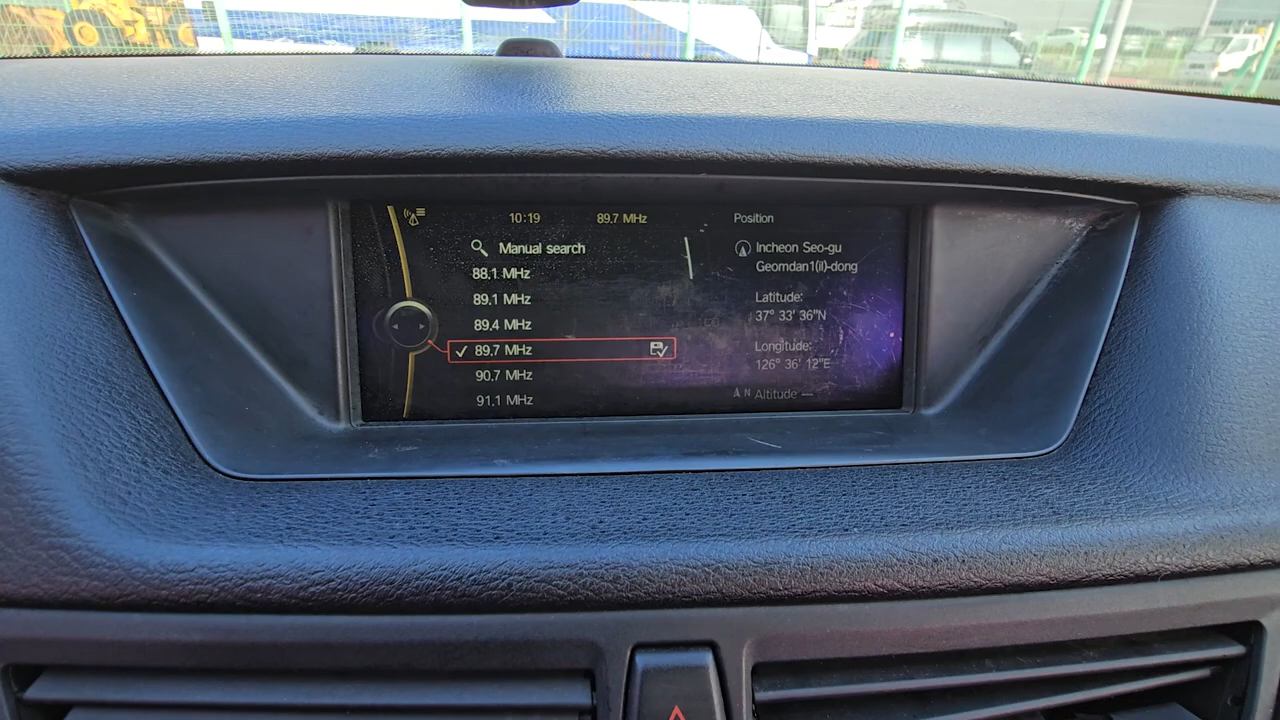 10:19 89.7 MHz Position
Manual search
88.1 MHz
89.1 MHz
89.4 MHz
89.7 MHz
90.7 MHz
91.1 MHz
Incheon Seo-gu
Geomdan1(il)-dong
Latitude:
37° 33' 36"N
Longitude:
126° 36' 12"E
N Altitude —